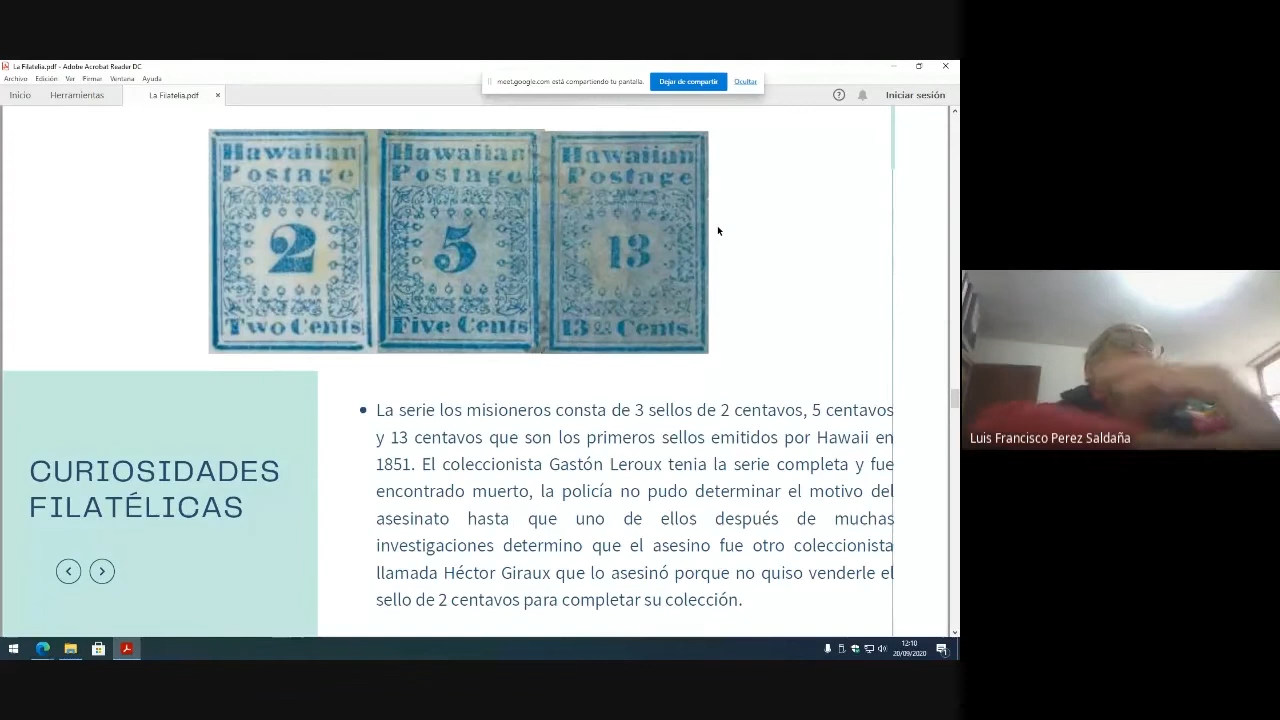 La Filatelia.pdf - Adobe Acrobat Reader DC
Archivo Edición Ver Firmar Ventana Ayuda
meet.google.com está compartiendo tu pantalla. Dejar de compartir Ocultar
Inicio Herramientas La Filatelia.pdf × ? Iniciar sesión
Hawaiian Postage 2 Two Cents
Hawaiian Postage 5 Five Cents
Hawaiian Postage 13 13 Cents.
CURIOSIDADES
FILATÉLICAS
• La serie los misioneros consta de 3 sellos de 2 centavos, 5 centavos
y 13 centavos que son los primeros sellos emitidos por Hawaii en
1851. El coleccionista Gastón Leroux tenia la serie completa y fue
encontrado muerto, la policía no pudo determinar el motivo del
asesinato hasta que uno de ellos después de muchas
investigaciones determino que el asesino fue otro coleccionista
llamada Héctor Giraux que lo asesinó porque no quiso venderle el
sello de 2 centavos para completar su colección.
Luis Francisco Perez Saldaña
12:10
20/09/2020